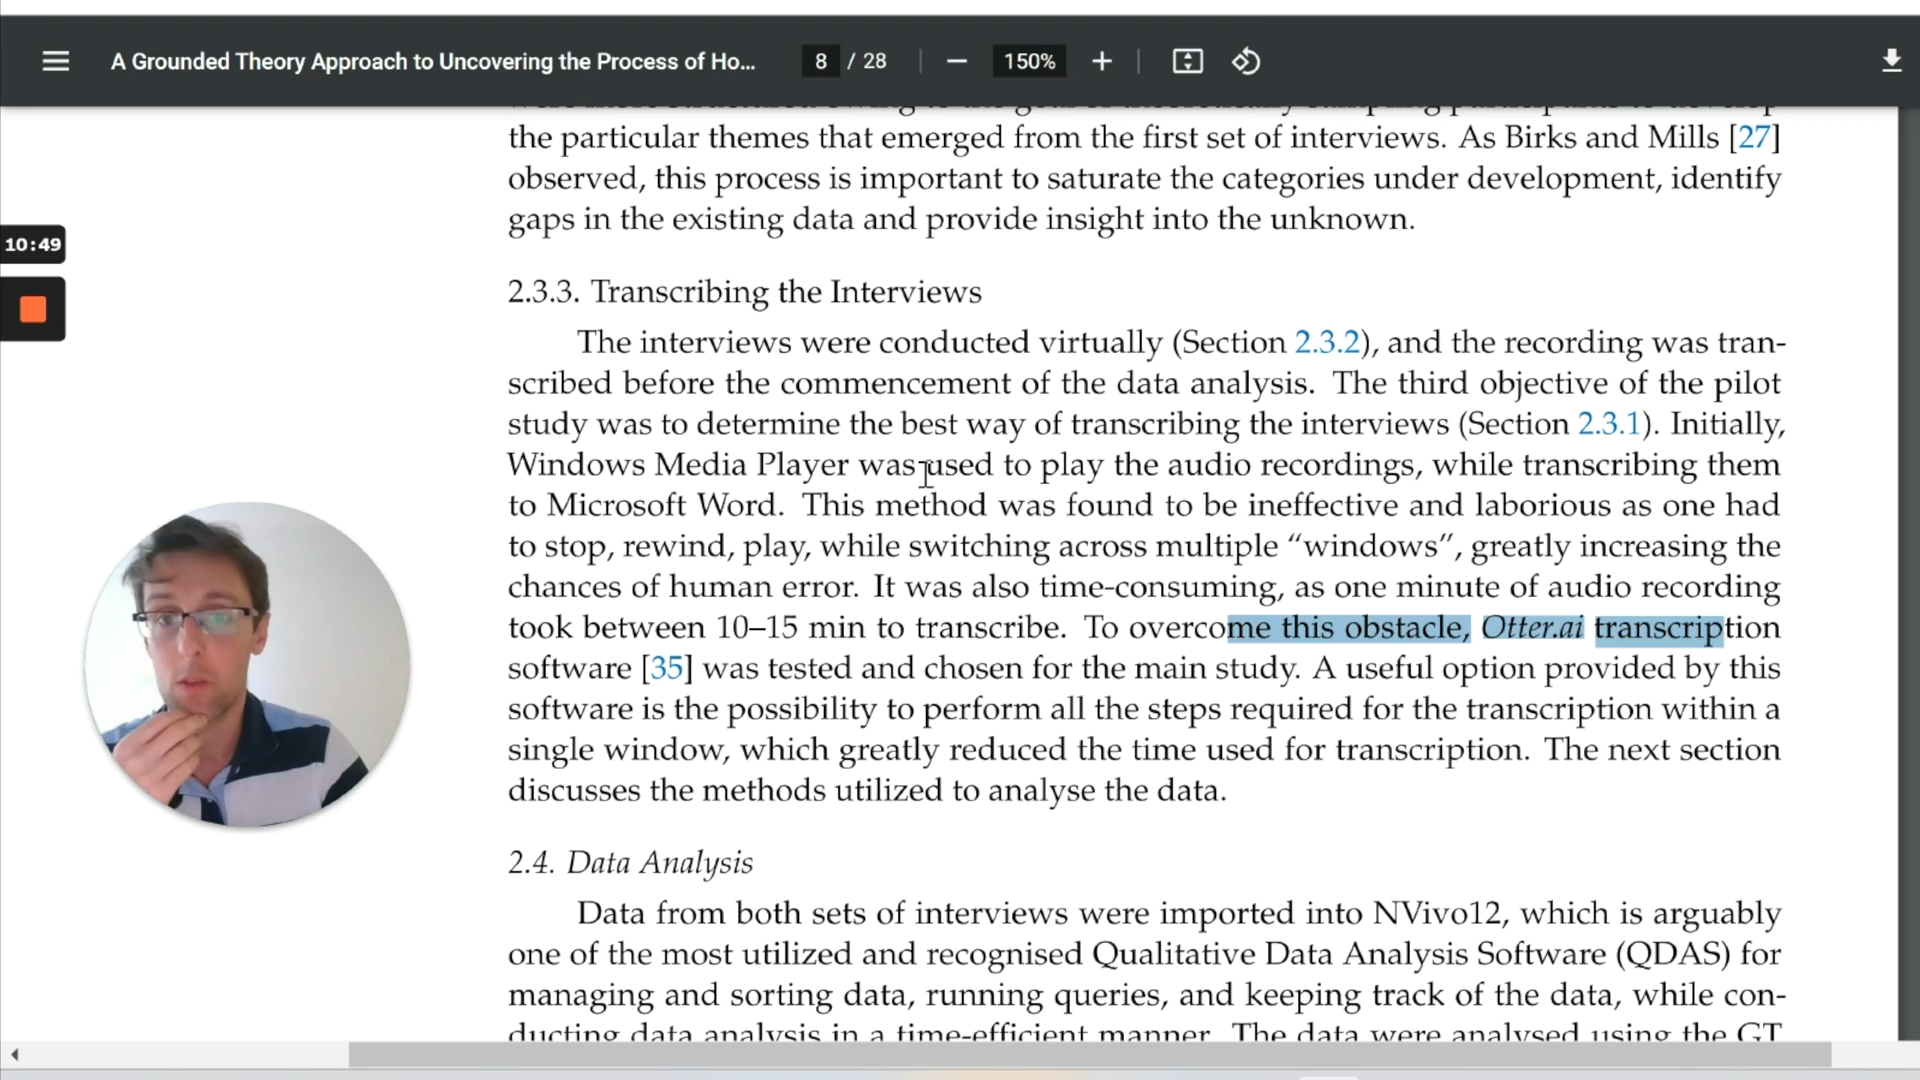 A Grounded Theory Approach to Uncovering the Process of Ho... 8 / 28 150%
the particular themes that emerged from the first set of interviews. As Birks and Mills [27]
observed, this process is important to saturate the categories under development, identify
gaps in the existing data and provide insight into the unknown.
10:49
2.3.3. Transcribing the Interviews
The interviews were conducted virtually (Section 2.3.2), and the recording was tran-
scribed before the commencement of the data analysis. The third objective of the pilot
study was to determine the best way of transcribing the interviews (Section 2.3.1). Initially,
Windows Media Player was used to play the audio recordings, while transcribing them
to Microsoft Word. This method was found to be ineffective and laborious as one had
to stop, rewind, play, while switching across multiple “windows”, greatly increasing the
chances of human error. It was also time-consuming, as one minute of audio recording
took between 10–15 min to transcribe. To overcome this obstacle, Otter.ai transcription
software [35] was tested and chosen for the main study. A useful option provided by this
software is the possibility to perform all the steps required for the transcription within a
single window, which greatly reduced the time used for transcription. The next section
discusses the methods utilized to analyse the data.
2.4. Data Analysis
Data from both sets of interviews were imported into NVivo12, which is arguably
one of the most utilized and recognised Qualitative Data Analysis Software (QDAS) for
managing and sorting data, running queries, and keeping track of the data, while con-
ducting data analysis in a time-efficient manner. The data were analysed using the GT